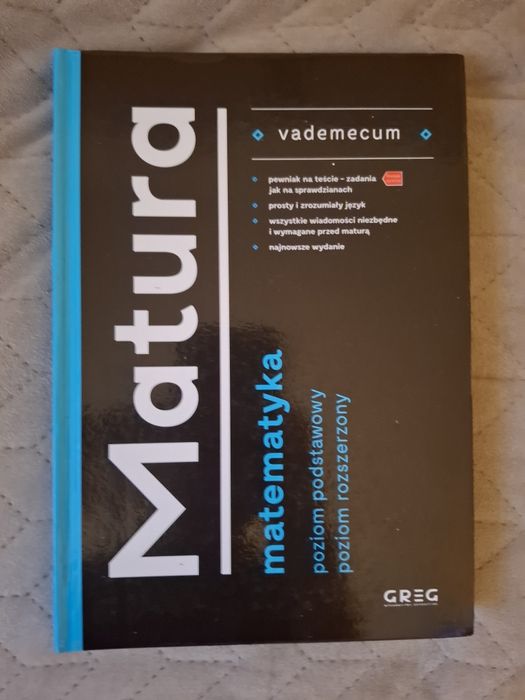 Matura
vademecum
pewniak na teście – zadania
jak na sprawdzianach
prosty i zrozumiały język
wszystkie wiadomości niezbędne
i wymagane przed maturą
najnowsze wydanie
matematyka
poziom podstawowy
poziom rozszerzony
GREG